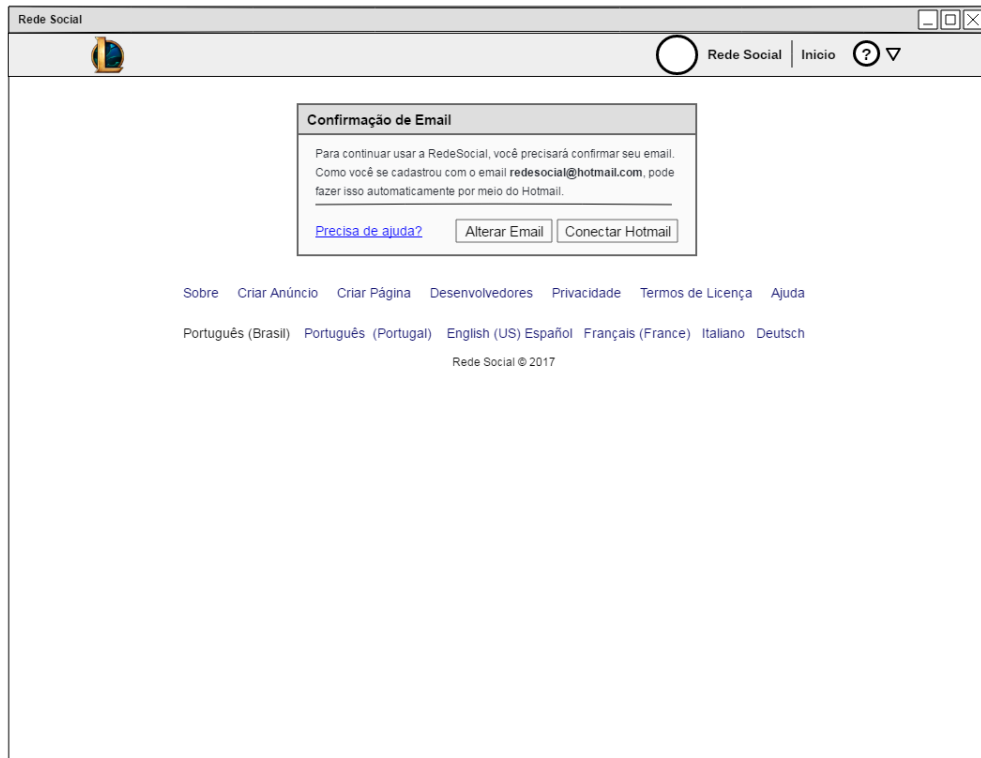 Rede Social
Rede Social Inicio ?
Confirmação de Email
Para continuar usar a RedeSocial, você precisará confirmar seu email.
Como você se cadastrou com o email redesocial@hotmail.com, pode
fazer isso automaticamente por meio do Hotmail.
Precisa de ajuda? Alterar Email Conectar Hotmail
Sobre Criar Anúncio Criar Página Desenvolvedores Privacidade Termos de Licença Ajuda
Português (Brasil) Português (Portugal) English (US) Español Français (France) Italiano Deutsch
Rede Social © 2017